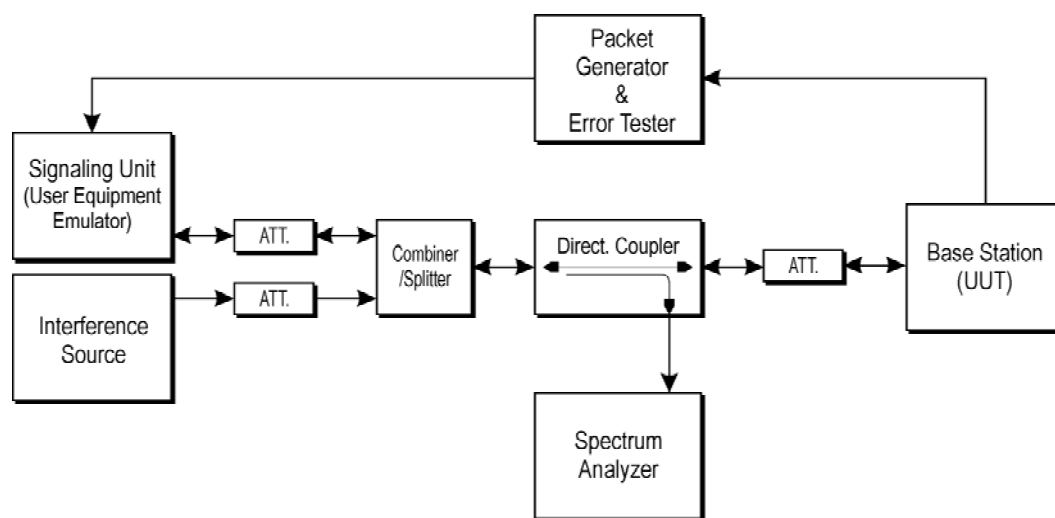 Packet
Generator
&
Error Tester
Signaling Unit
(User Equipment
Emulator)
ATT.
Combiner
/Splitter
Direct. Coupler
ATT.
Base Station
(UUT)
ATT.
Interference
Source
Spectrum
Analyzer